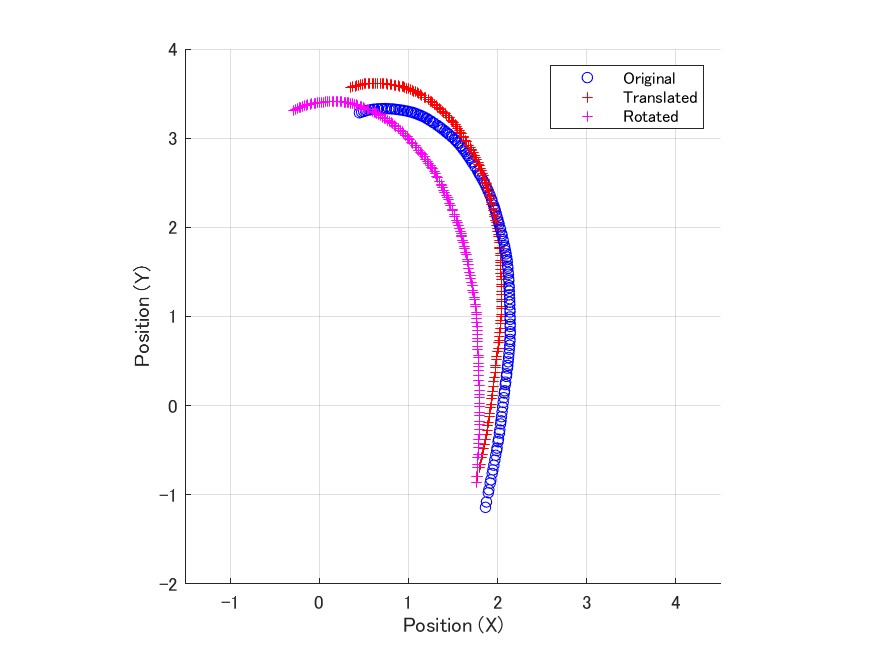 4
Original
Translated
Rotated
3
2
1
0
−1
−2
Position (Y)
−1 0 1 2 3 4
Position (X)